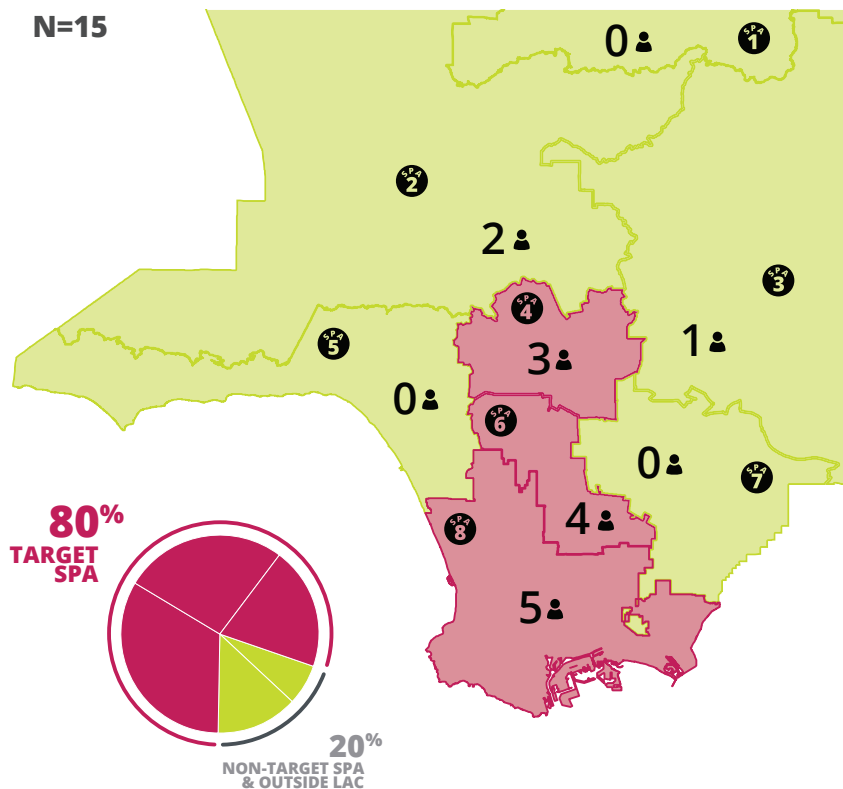 N=15
0
SPA 1
SPA 2
2
SPA 3
SPA 4
SPA 5
1
3
0
SPA 6
0
SPA 7
4
SPA 8
5
80%
TARGET
SPA
20%
NON-TARGET SPA
& OUTSIDE LAC